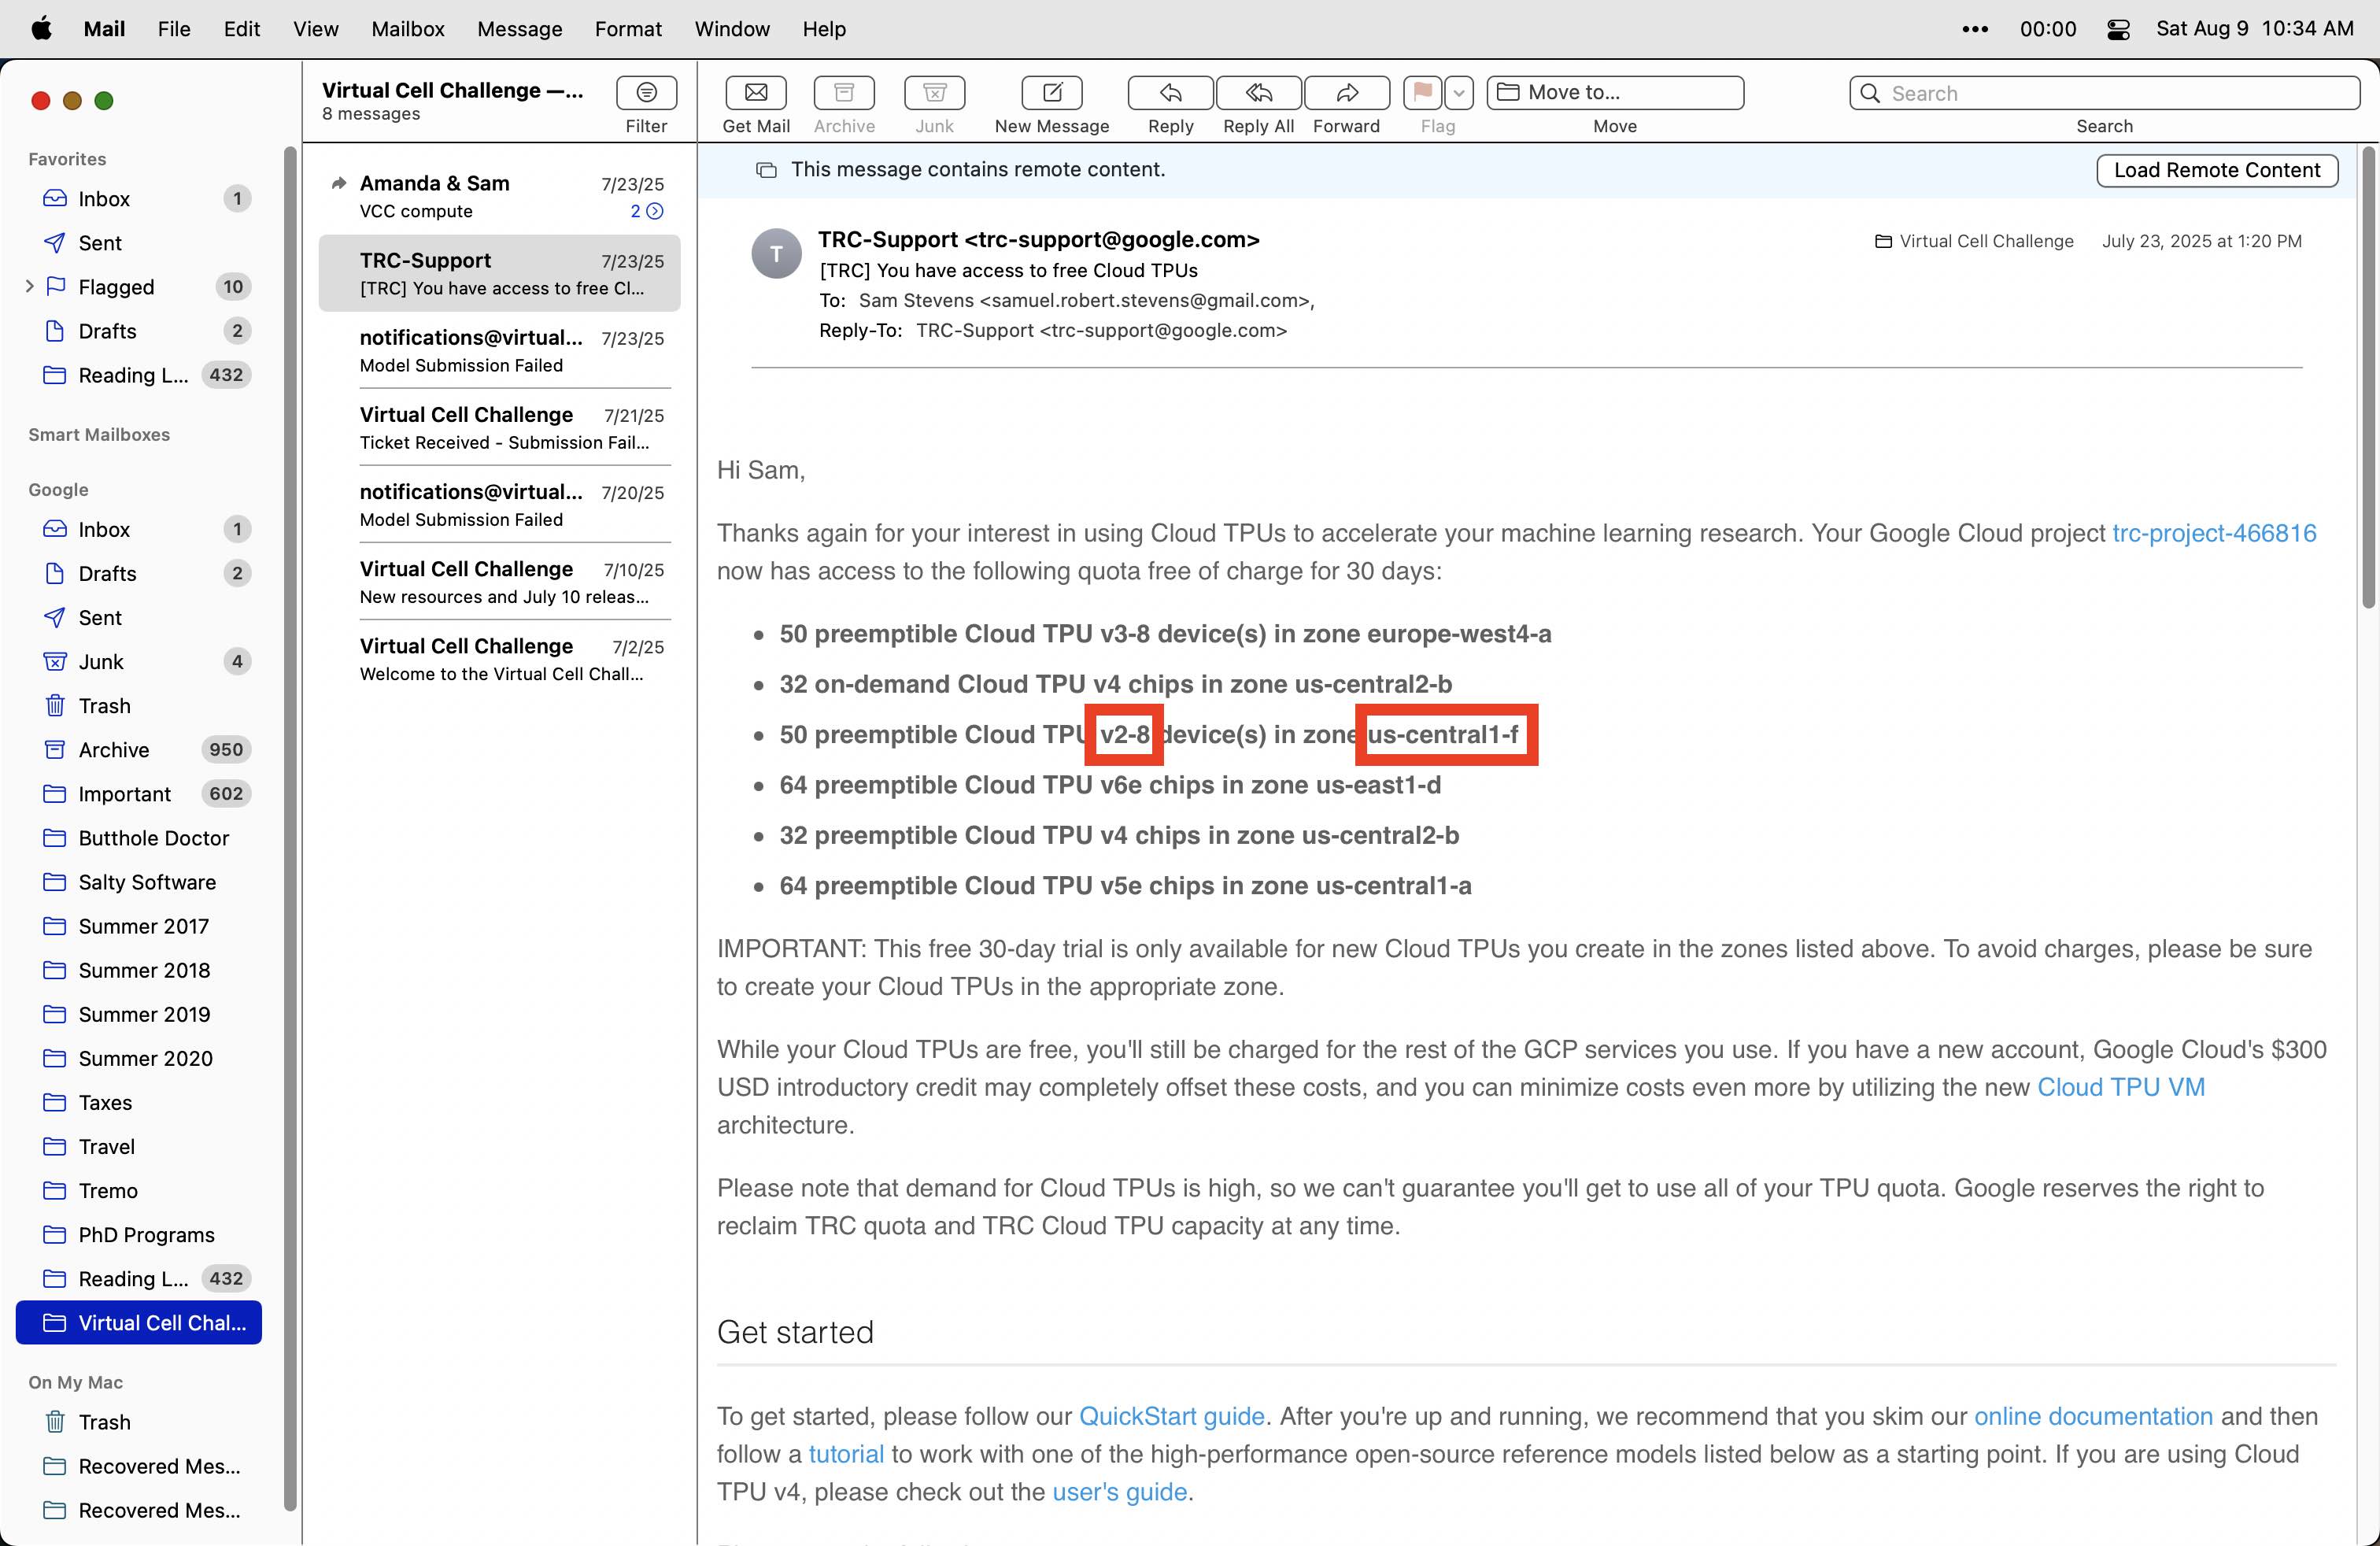 Mail File Edit View Mailbox Message Format Window Help ••• 00:00 Sat Aug 9 10:34 AM
Favorites
Inbox 1
Sent
Flagged 10
Drafts 2
Reading L... 432
Smart Mailboxes
Google
Inbox 1
Drafts 2
Sent
Junk 4
Trash
Archive 950
Important 602
Butthole Doctor
Salty Software
Summer 2017
Summer 2018
Summer 2019
Summer 2020
Taxes
Travel
Tremo
PhD Programs
Reading L... 432
Virtual Cell Chal...
On My Mac
Trash
Recovered Mes...
Recovered Mes...
Virtual Cell Challenge —...
8 messages
Filter
Amanda & Sam 7/23/25
VCC compute 2
TRC-Support 7/23/25
[TRC] You have access to free Cl...
notifications@virtual... 7/23/25
Model Submission Failed
Virtual Cell Challenge 7/21/25
Ticket Received - Submission Fail...
notifications@virtual... 7/20/25
Model Submission Failed
Virtual Cell Challenge 7/10/25
New resources and July 10 releas...
Virtual Cell Challenge 7/2/25
Welcome to the Virtual Cell Chall...
Move to... Search
Get Mail Archive Junk New Message Reply Reply All Forward Flag Move Search
This message contains remote content. Load Remote Content
T
TRC-Support <trc-support@google.com> Virtual Cell Challenge July 23, 2025 at 1:20 PM
[TRC] You have access to free Cloud TPUs
To: Sam Stevens <samuel.robert.stevens@gmail.com>,
Reply-To: TRC-Support <trc-support@google.com>
Hi Sam,
Thanks again for your interest in using Cloud TPUs to accelerate your machine learning research. Your Google Cloud project trc-project-466816
now has access to the following quota free of charge for 30 days:
• 50 preemptible Cloud TPU v3-8 device(s) in zone europe-west4-a
• 32 on-demand Cloud TPU v4 chips in zone us-central2-b
• 50 preemptible Cloud TPU v2-8 device(s) in zone us-central1-f
• 64 preemptible Cloud TPU v6e chips in zone us-east1-d
• 32 preemptible Cloud TPU v4 chips in zone us-central2-b
• 64 preemptible Cloud TPU v5e chips in zone us-central1-a
IMPORTANT: This free 30-day trial is only available for new Cloud TPUs you create in the zones listed above. To avoid charges, please be sure
to create your Cloud TPUs in the appropriate zone.
While your Cloud TPUs are free, you'll still be charged for the rest of the GCP services you use. If you have a new account, Google Cloud's $300
USD introductory credit may completely offset these costs, and you can minimize costs even more by utilizing the new Cloud TPU VM
architecture.
Please note that demand for Cloud TPUs is high, so we can't guarantee you'll get to use all of your TPU quota. Google reserves the right to
reclaim TRC quota and TRC Cloud TPU capacity at any time.
Get started
To get started, please follow our QuickStart guide. After you're up and running, we recommend that you skim our online documentation and then
follow a tutorial to work with one of the high-performance open-source reference models listed below as a starting point. If you are using Cloud
TPU v4, please check out the user's guide.